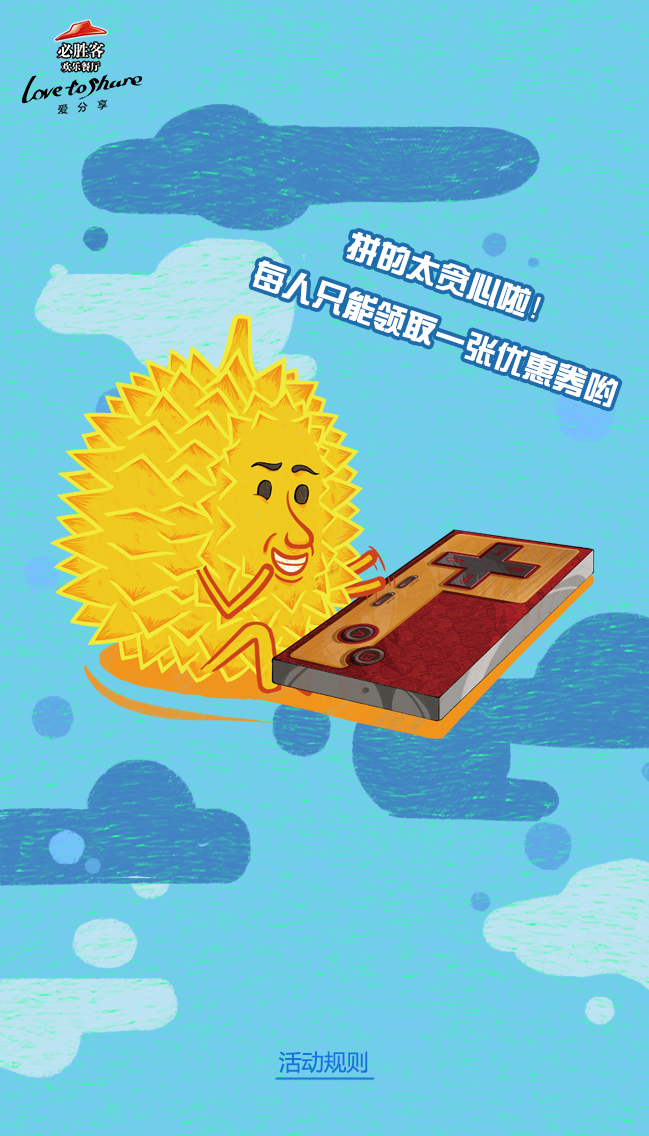 必胜客
欢乐餐厅
Love to Share
爱分享
拼的太贪心啦!
每人只能领取一张优惠券哟
活动规则